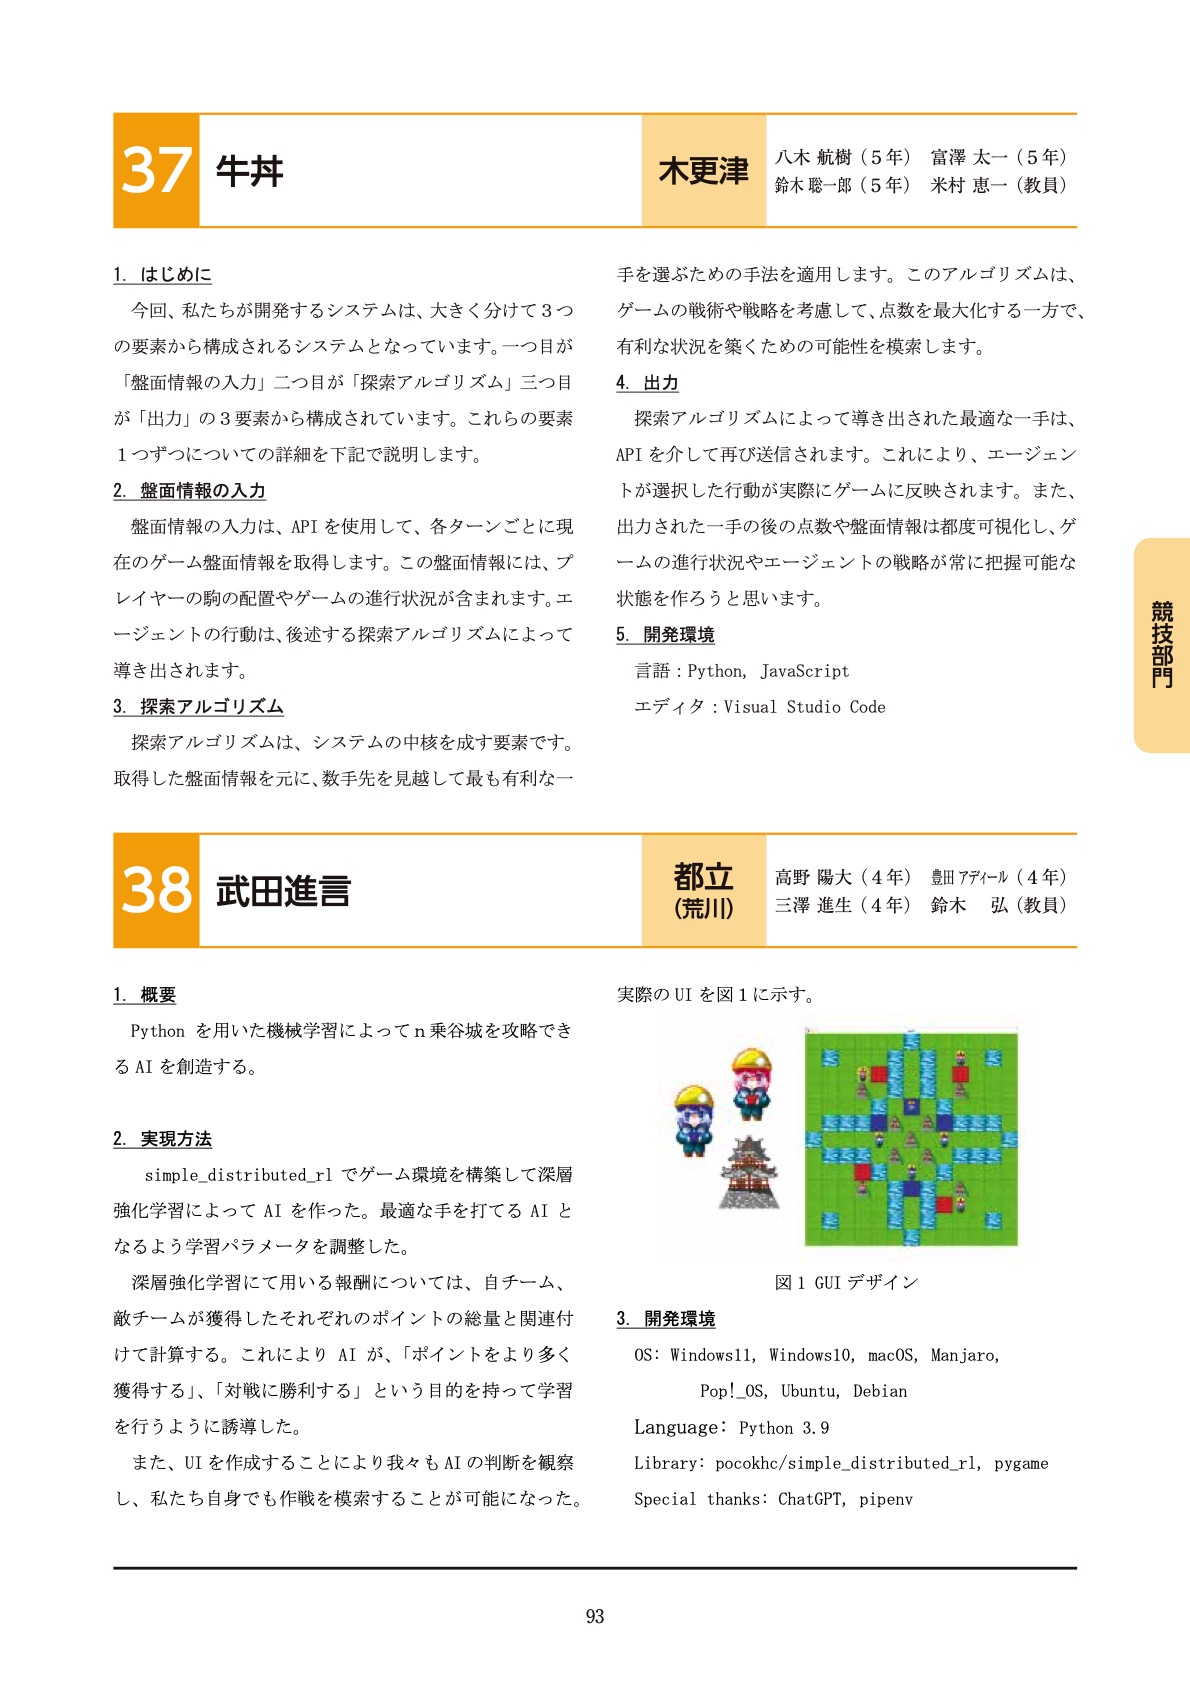 37 牛丼
木更津
八木 航樹（５年） 富澤 太一（５年）
鈴木 聡一郎（５年） 米村 恵一（教員）
1. はじめに
今回、私たちが開発するシステムは、大きく分けて３つ
の要素から構成されるシステムとなっています。一つ目が
「盤面情報の入力」二つ目が「探索アルゴリズム」三つ目
が「出力」の３要素から構成されています。これらの要素
１つずつについての詳細を下記で説明します。
2. 盤面情報の入力
盤面情報の入力は、API を使用して、各ターンごとに現
在のゲーム盤面情報を取得します。この盤面情報には、プ
レイヤーの駒の配置やゲームの進行状況が含まれます。エ
ージェントの行動は、後述する探索アルゴリズムによって
導き出されます。
3. 探索アルゴリズム
探索アルゴリズムは、システムの中核を成す要素です。
取得した盤面情報を元に、数手先を見越して最も有利な一
手を選ぶための手法を適用します。このアルゴリズムは、
ゲームの戦術や戦略を考慮して、点数を最大化する一方で、
有利な状況を築くための可能性を模索します。
4. 出力
探索アルゴリズムによって導き出された最適な一手は、
API を介して再び送信されます。これにより、エージェン
トが選択した行動が実際にゲームに反映されます。また、
出力された一手の後の点数や盤面情報は都度可視化し、ゲ
ームの進行状況やエージェントの戦略が常に把握可能な
状態を作ろうと思います。
5. 開発環境
言語：Python, JavaScript
エディタ：Visual Studio Code
競技部門
38 武田進言
都立
(荒川)
高野 陽大（４年） 豊田 アディール（４年）
三澤 進生（４年） 鈴木 弘（教員）
1. 概要
Python を用いた機械学習によってｎ乗谷城を攻略でき
る AI を創造する。
2. 実現方法
simple_distributed_rl でゲーム環境を構築して深層
強化学習によって AI を作った。最適な手を打てる AI と
なるよう学習パラメータを調整した。
深層強化学習にて用いる報酬については、自チーム、
敵チームが獲得したそれぞれのポイントの総量と関連付
けて計算する。これにより AI が、「ポイントをより多く
獲得する」、「対戦に勝利する」という目的を持って学習
を行うように誘導した。
また、UI を作成することにより我々も AI の判断を観察
し、私たち自身でも作戦を模索することが可能になった。
実際の UI を図１に示す。
図 1 GUI デザイン
3. 開発環境
OS: Windows11, Windows10, macOS, Manjaro,
Pop!_OS, Ubuntu, Debian
Language: Python 3.9
Library: pocokhc/simple_distributed_rl, pygame
Special thanks: ChatGPT, pipenv
93